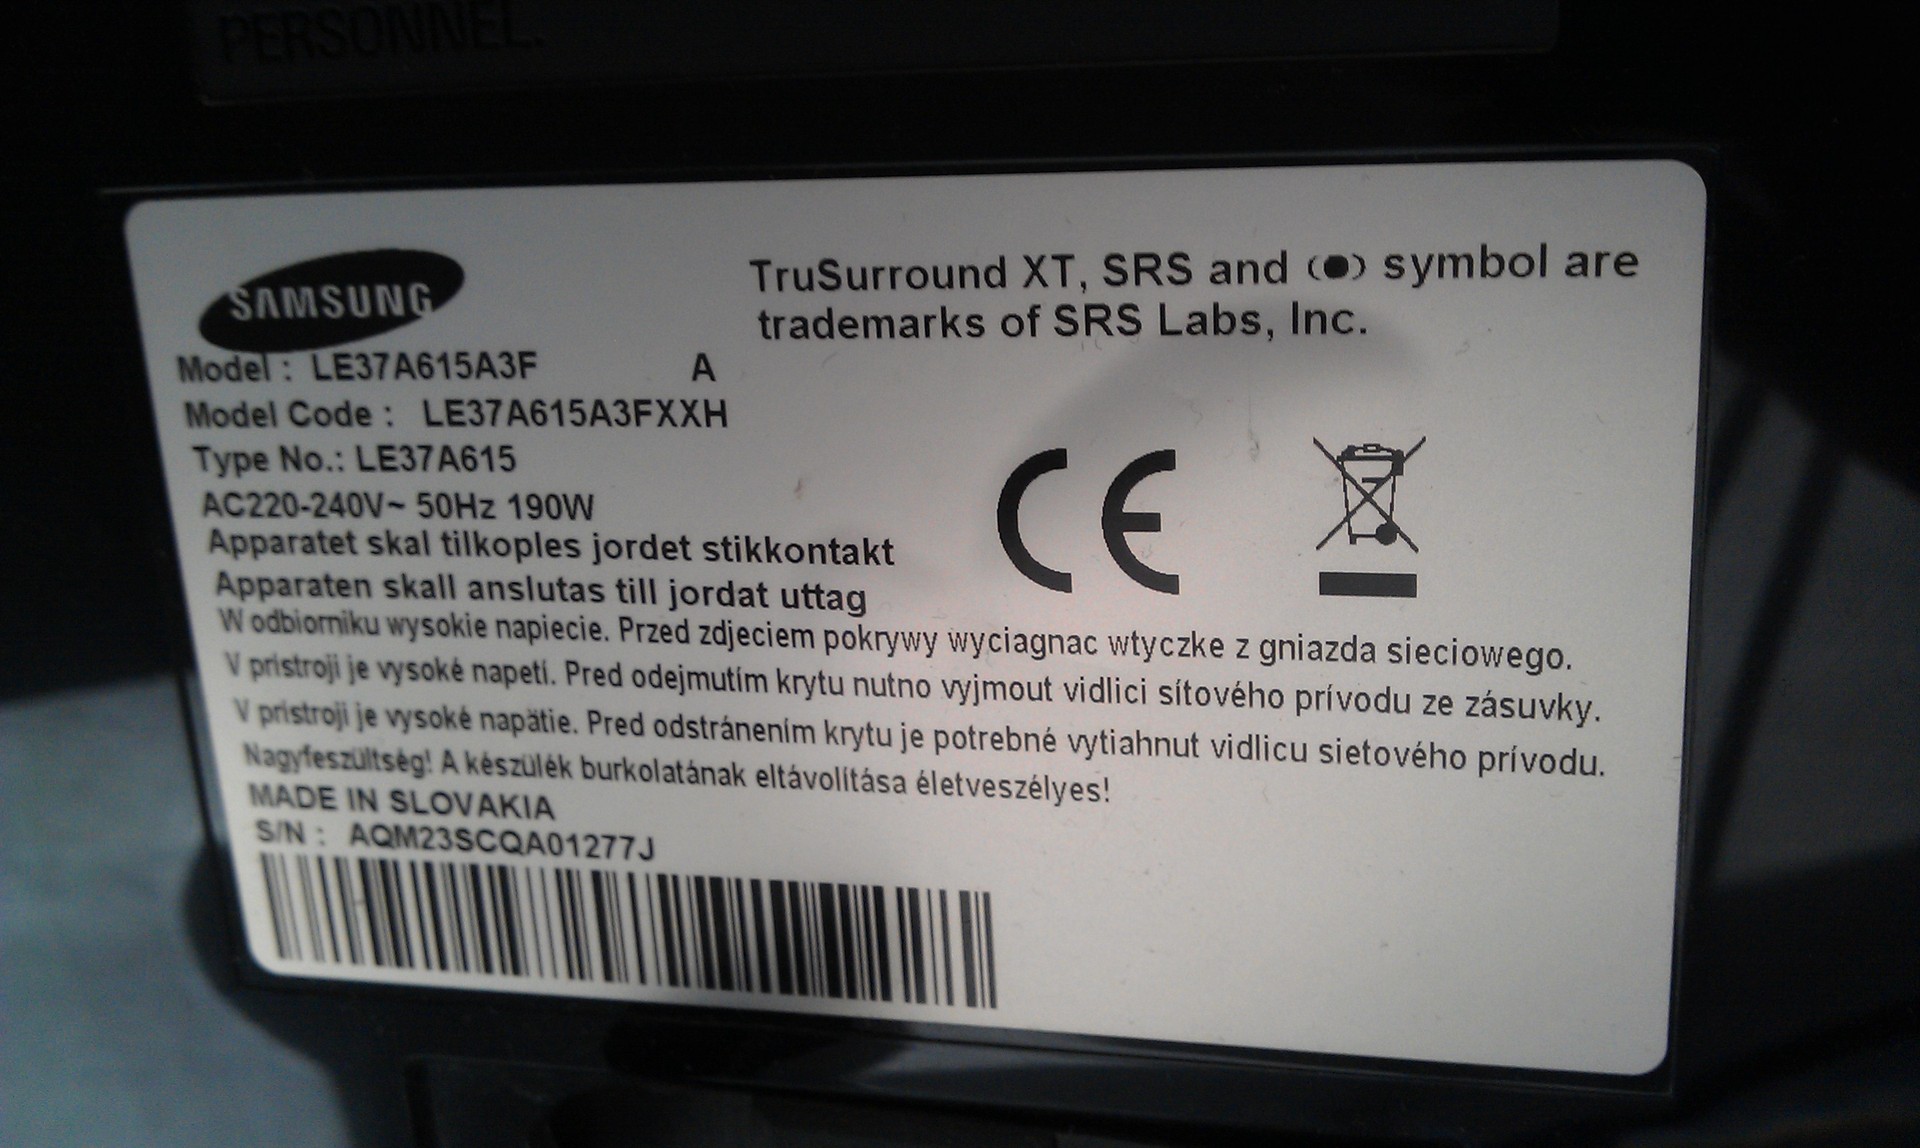 PERSONNEL.
SAMSUNG
TruSurround XT, SRS and (●) symbol are
trademarks of SRS Labs, Inc.
Model : LE37A615A3F A
Model Code : LE37A615A3FXXH
Type No.: LE37A615
AC220-240V~ 50Hz 190W
Apparatet skal tilkoples jordet stikkontakt
Apparaten skall anslutas till jordat uttag
W odbiorniku wysokie napiecie. Przed zdjeciem pokrywy wyciagnac wtyczke z gniazda sieciowego.
V prístroji je vysoké napetí. Pred odejmutím krytu nutno vyjmout vidlici sítového prívodu ze zásuvky.
V prístroji je vysoké napätie. Pred odstránením krytu je potrebné vytiahnut vidlicu sietového prívodu.
Nagyfeszültség! A készülék burkolatának eltávolítása életveszélyes!
MADE IN SLOVAKIA
S/N : AQM23SCQA01277J
CE